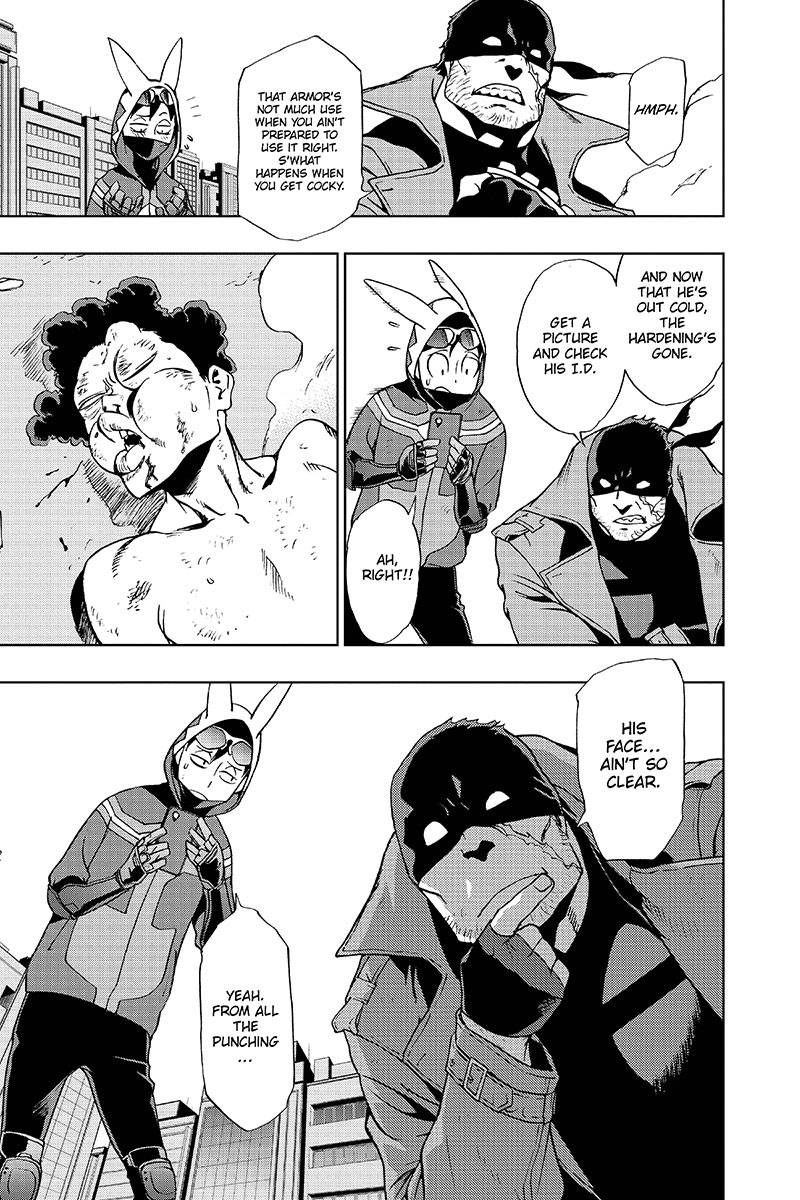 HMPH.
THAT ARMOR'S
NOT MUCH USE
WHEN YOU AIN'T
PREPARED TO
USE IT RIGHT.
S'WHAT
HAPPENS WHEN
YOU GET COCKY.
AND NOW
THAT HE'S
OUT COLD,
THE
HARDENING'S
GONE.
GET A
PICTURE
AND CHECK
HIS I.D.
AH,
RIGHT!!
HIS
FACE...
AIN'T SO
CLEAR.
YEAH.
FROM ALL
THE
PUNCHING
...